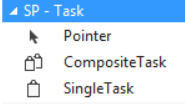 SP - Task
Pointer
CompositeTask
SingleTask